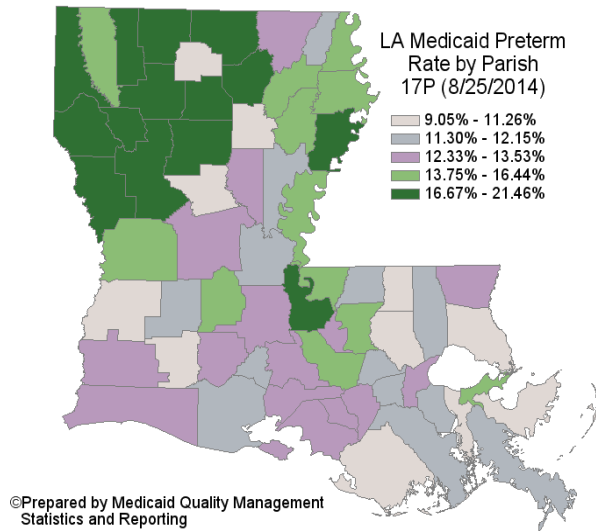 LA Medicaid Preterm
Rate by Parish
17P (8/25/2014)
9.05% - 11.26%
11.30% - 12.15%
12.33% - 13.53%
13.75% - 16.44%
16.67% - 21.46%
©Prepared by Medicaid Quality Management
Statistics and Reporting